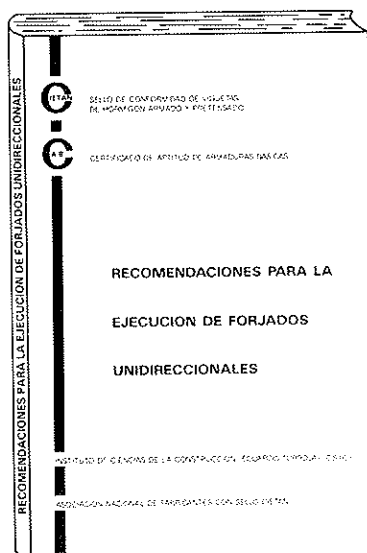 RECOMENDACIONES PARA LA EJECUCION DE FORJADOS UNIDIRECCIONALES
CIETAN
SELLO DE CONFORMIDAD DE VIGUETAS
DE HORMIGON ARMADO Y PRETENSADO
CERTIFICADO DE APTITUD DE ARMADURAS BASICAS
RECOMENDACIONES PARA LA
EJECUCION DE FORJADOS
UNIDIRECCIONALES
INSTITUTO DE CIENCIAS DE LA CONSTRUCCION EDUARDO TORROJA
ASOCIACION NACIONAL DE FABRICANTES CON SELLO CIETAN